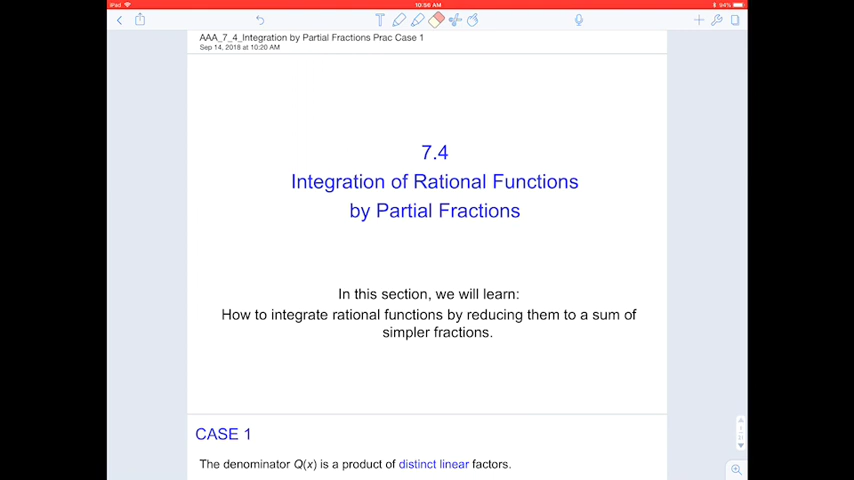 iPad 10:56 AM 94%
AAA_7_4_Integration by Partial Fractions Prac Case 1
Sep 14, 2018 at 10:20 AM
7.4
Integration of Rational Functions
by Partial Fractions
In this section, we will learn:
How to integrate rational functions by reducing them to a sum of
simpler fractions.
CASE 1
The denominator Q(x) is a product of distinct linear factors.